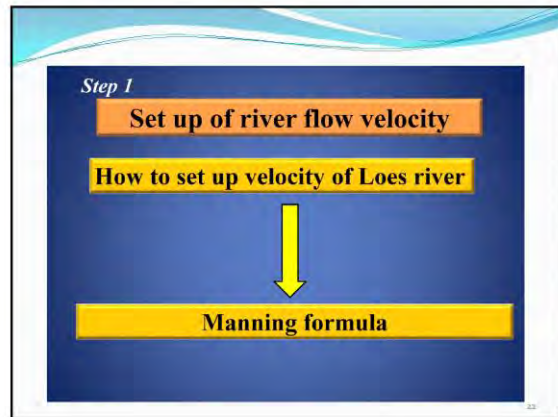 Step 1
Set up of river flow velocity
How to set up velocity of Loes river
Manning formula